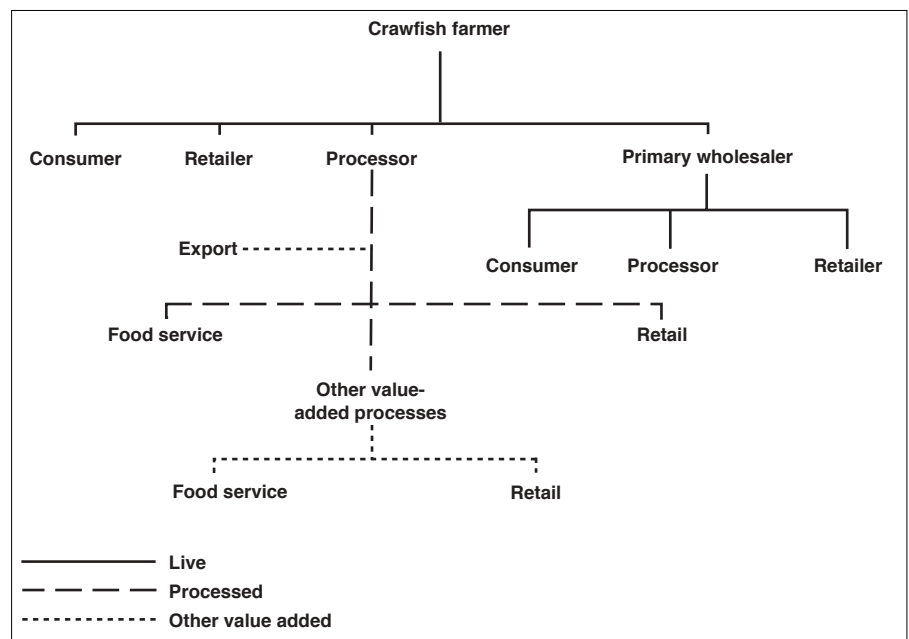 Crawfish farmer
Consumer
Retailer
Processor
Primary wholesaler
Export
Consumer
Processor
Retailer
Food service
Retail
Other value-
added processes
Food service
Retail
Live
Processed
Other value added